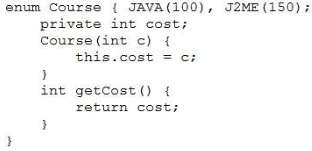 enum Course { JAVA(100), J2ME(150);
    private int cost;
    Course(int c) {
        this.cost = c;
    }
    int getCost() {
        return cost;
    }
}